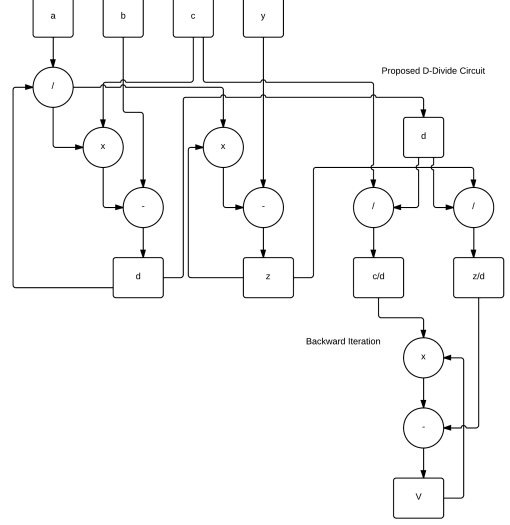 a
b
c
y
Proposed D-Divide Circuit
/
d
x
x
-
-
/
/
d
z
c/d
z/d
Backward Iteration
x
-
V